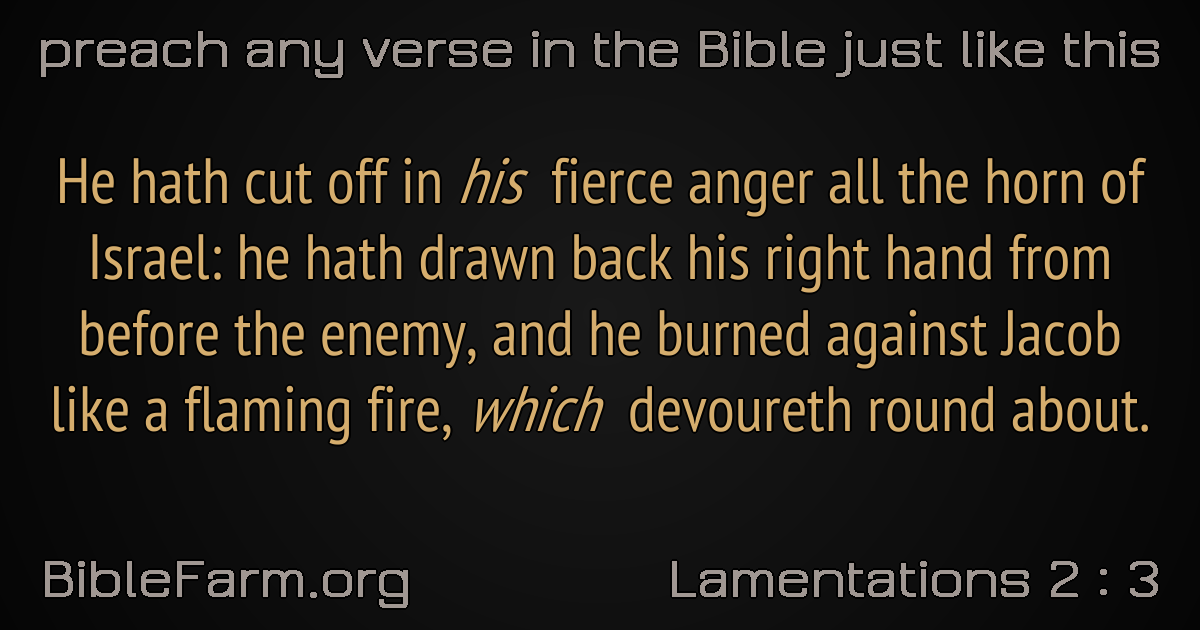 preach any verse in the Bible just like this
He hath cut off in his fierce anger all the horn of
Israel: he hath drawn back his right hand from
before the enemy, and he burned against Jacob
like a flaming fire, which devoureth round about.
BibleFarm.org
Lamentations 2 : 3